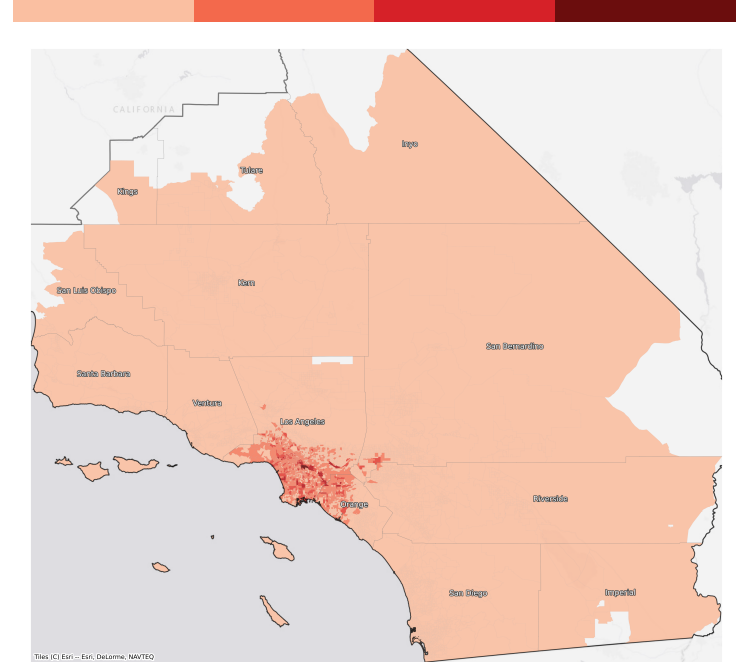 CALIFORNIA
Inyo
Tulare
Kings
Kern
San Luis Obispo
San Bernardino
Santa Barbara
Ventura
Los Angeles
Riverside
Orange
San Diego
Imperial
Tiles (C) Esri -- Esri, DeLorme, NAVTEQ